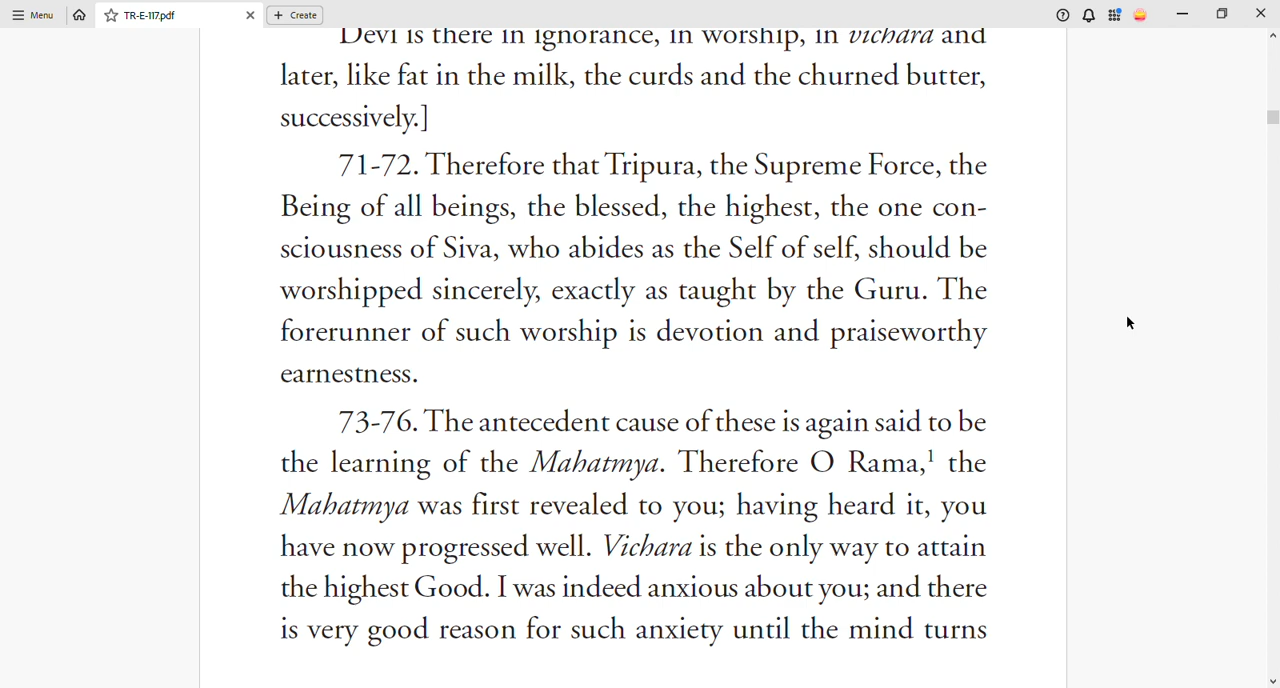 Menu
TR-E-117.pdf
Create
Devi is there in ignorance, in worship, in vichara and
later, like fat in the milk, the curds and the churned butter,
successively.]
71-72. Therefore that Tripura, the Supreme Force, the
Being of all beings, the blessed, the highest, the one con-
sciousness of Siva, who abides as the Self of self, should be
worshipped sincerely, exactly as taught by the Guru. The
forerunner of such worship is devotion and praiseworthy
earnestness.
73-76. The antecedent cause of these is again said to be
the learning of the Mahatmya. Therefore O Rama,¹ the
Mahatmya was first revealed to you; having heard it, you
have now progressed well. Vichara is the only way to attain
the highest Good. I was indeed anxious about you; and there
is very good reason for such anxiety until the mind turns